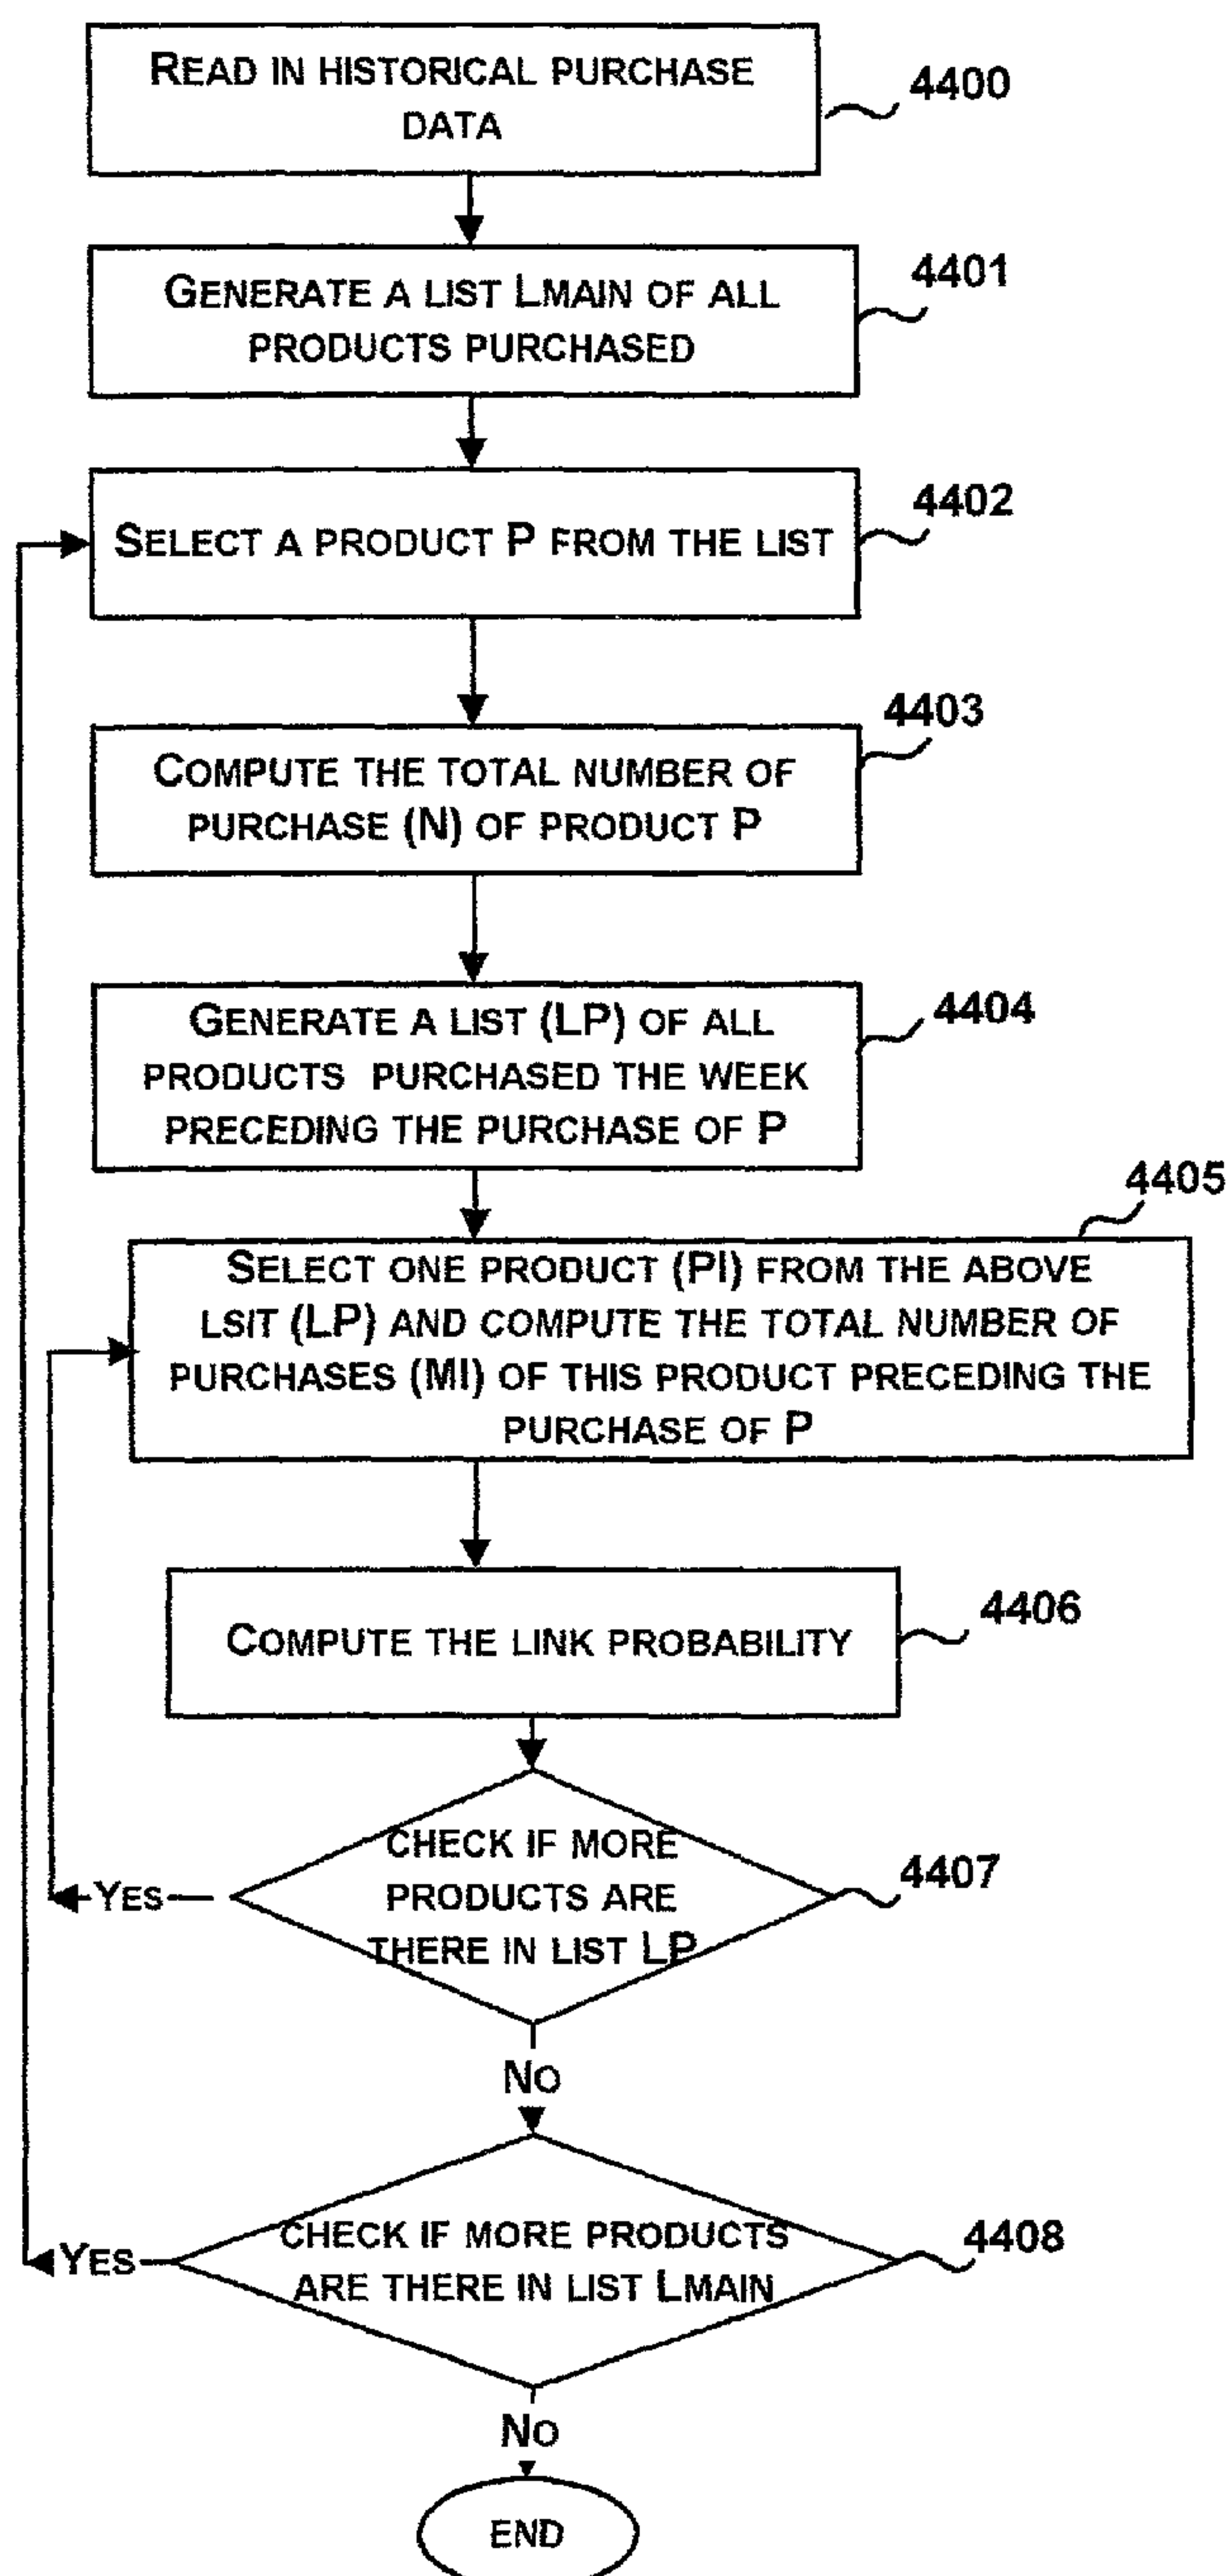 READ IN HISTORICAL PURCHASE
DATA
4400
GENERATE A LIST LMAIN OF ALL
PRODUCTS PURCHASED
4401
SELECT A PRODUCT P FROM THE LIST
4402
COMPUTE THE TOTAL NUMBER OF
PURCHASE (N) OF PRODUCT P
4403
GENERATE A LIST (LP) OF ALL
PRODUCTS PURCHASED THE WEEK
PRECEDING THE PURCHASE OF P
4404
4405
SELECT ONE PRODUCT (PI) FROM THE ABOVE
LSIT (LP) AND COMPUTE THE TOTAL NUMBER OF
PURCHASES (MI) OF THIS PRODUCT PRECEDING THE
PURCHASE OF P
COMPUTE THE LINK PROBABILITY
4406
CHECK IF MORE
PRODUCTS ARE
THERE IN LIST LP
4407
YES
NO
CHECK IF MORE PRODUCTS
ARE THERE IN LIST LMAIN
4408
YES
NO
END